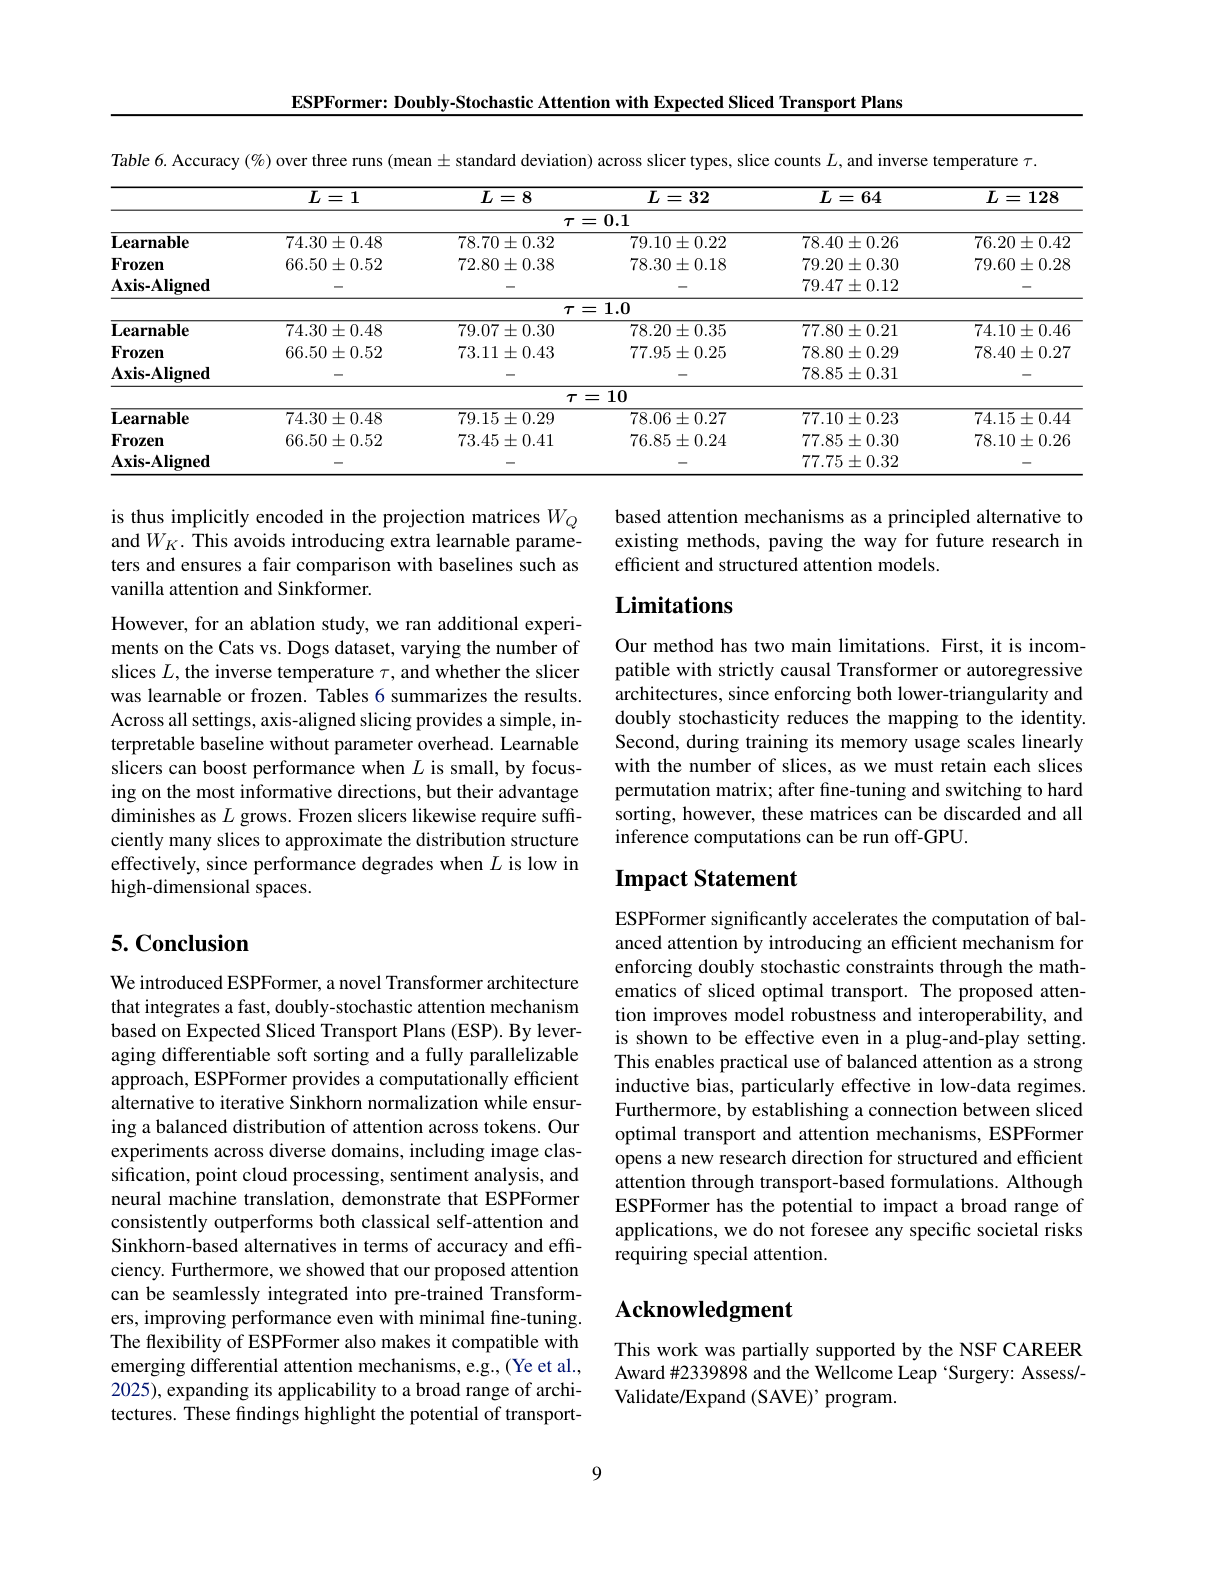 ESPFormer: Doubly-Stochastic Attention with Expected Sliced Transport Plans
Table 6. Accuracy (%) over three runs (mean ± standard deviation) across slicer types, slice counts L, and inverse temperature τ.
L = 1 L = 8 L = 32 L = 64 L = 128
τ = 0.1
Learnable 74.30 ± 0.48 78.70 ± 0.32 79.10 ± 0.22 78.40 ± 0.26 76.20 ± 0.42
Frozen 66.50 ± 0.52 72.80 ± 0.38 78.30 ± 0.18 79.20 ± 0.30 79.60 ± 0.28
Axis-Aligned – – – 79.47 ± 0.12 –
τ = 1.0
Learnable 74.30 ± 0.48 79.07 ± 0.30 78.20 ± 0.35 77.80 ± 0.21 74.10 ± 0.46
Frozen 66.50 ± 0.52 73.11 ± 0.43 77.95 ± 0.25 78.80 ± 0.29 78.40 ± 0.27
Axis-Aligned – – – 78.85 ± 0.31 –
τ = 10
Learnable 74.30 ± 0.48 79.15 ± 0.29 78.06 ± 0.27 77.10 ± 0.23 74.15 ± 0.44
Frozen 66.50 ± 0.52 73.45 ± 0.41 76.85 ± 0.24 77.85 ± 0.30 78.10 ± 0.26
Axis-Aligned – – – 77.75 ± 0.32 –
is thus implicitly encoded in the projection matrices W_Q
and W_K. This avoids introducing extra learnable parame-
ters and ensures a fair comparison with baselines such as
vanilla attention and Sinkformer.
However, for an ablation study, we ran additional experi-
ments on the Cats vs. Dogs dataset, varying the number of
slices L, the inverse temperature τ, and whether the slicer
was learnable or frozen. Tables 6 summarizes the results.
Across all settings, axis-aligned slicing provides a simple, in-
terpretable baseline without parameter overhead. Learnable
slicers can boost performance when L is small, by focus-
ing on the most informative directions, but their advantage
diminishes as L grows. Frozen slicers likewise require suffi-
ciently many slices to approximate the distribution structure
effectively, since performance degrades when L is low in
high-dimensional spaces.
5. Conclusion
We introduced ESPFormer, a novel Transformer architecture
that integrates a fast, doubly-stochastic attention mechanism
based on Expected Sliced Transport Plans (ESP). By lever-
aging differentiable soft sorting and a fully parallelizable
approach, ESPFormer provides a computationally efficient
alternative to iterative Sinkhorn normalization while ensur-
ing a balanced distribution of attention across tokens. Our
experiments across diverse domains, including image clas-
sification, point cloud processing, sentiment analysis, and
neural machine translation, demonstrate that ESPFormer
consistently outperforms both classical self-attention and
Sinkhorn-based alternatives in terms of accuracy and effi-
ciency. Furthermore, we showed that our proposed attention
can be seamlessly integrated into pre-trained Transform-
ers, improving performance even with minimal fine-tuning.
The flexibility of ESPFormer also makes it compatible with
emerging differential attention mechanisms, e.g., (Ye et al.,
2025), expanding its applicability to a broad range of archi-
tectures. These findings highlight the potential of transport-
based attention mechanisms as a principled alternative to
existing methods, paving the way for future research in
efficient and structured attention models.
Limitations
Our method has two main limitations. First, it is incom-
patible with strictly causal Transformer or autoregressive
architectures, since enforcing both lower-triangularity and
doubly stochasticity reduces the mapping to the identity.
Second, during training its memory usage scales linearly
with the number of slices, as we must retain each slices
permutation matrix; after fine-tuning and switching to hard
sorting, however, these matrices can be discarded and all
inference computations can be run off-GPU.
Impact Statement
ESPFormer significantly accelerates the computation of bal-
anced attention by introducing an efficient mechanism for
enforcing doubly stochastic constraints through the math-
ematics of sliced optimal transport. The proposed atten-
tion improves model robustness and interoperability, and
is shown to be effective even in a plug-and-play setting.
This enables practical use of balanced attention as a strong
inductive bias, particularly effective in low-data regimes.
Furthermore, by establishing a connection between sliced
optimal transport and attention mechanisms, ESPFormer
opens a new research direction for structured and efficient
attention through transport-based formulations. Although
ESPFormer has the potential to impact a broad range of
applications, we do not foresee any specific societal risks
requiring special attention.
Acknowledgment
This work was partially supported by the NSF CAREER
Award #2339898 and the Wellcome Leap ‘Surgery: Assess/-
Validate/Expand (SAVE)’ program.
9